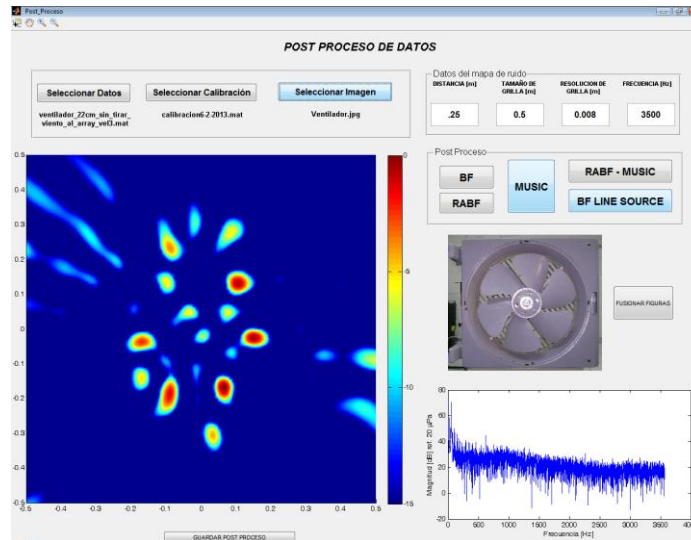 Post_Proceso
POST PROCESO DE DATOS
Seleccionar Datos
Seleccionar Calibración
Seleccionar Imagen
ventilador_22cm_sin_tirar_
viento_al_array_vel3.mat
calibracion6-2-2013.mat
Ventilador.jpg
Datos del mapa de ruido
DISTANCIA [m]
TAMAÑO DE
GRILLA [m]
RESOLUCION DE
GRILLA [m]
FRECUENCIA [Hz]
.25
0.5
0.008
3500
Post Proceso
BF
RABF
MUSIC
RABF - MUSIC
BF LINE SOURCE
FUSIONAR FIGURAS
0.5
0.4
0.3
0.2
0.1
0
-0.1
-0.2
-0.3
-0.4
-0.5
-0.5 -0.4 -0.3 -0.2 -0.1 0 0.1 0.2 0.3 0.4 0.5
0
-5
-10
-15
Magnitud [dB] ref. 20 µPa
80
60
40
20
0
-20
0 500 1000 1500 2000 2500 3000 3500 4000
Frecuencia [Hz]
GUARDAR POST PROCESO